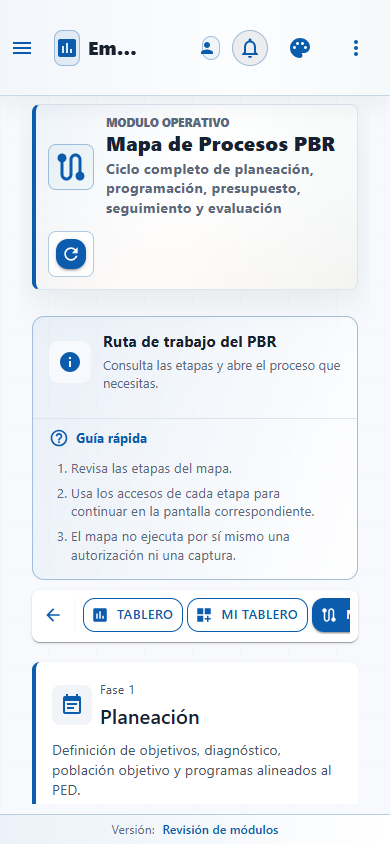 Em...
MODULO OPERATIVO
Mapa de Procesos PBR
Ciclo completo de planeación,
programación, presupuesto,
seguimiento y evaluación
Ruta de trabajo del PBR
Consulta las etapas y abre el proceso que
necesitas.
Guía rápida
1. Revisa las etapas del mapa.
2. Usa los accesos de cada etapa para
continuar en la pantalla correspondiente.
3. El mapa no ejecuta por sí mismo una
autorización ni una captura.
TABLERO
MI TABLERO
Fase 1
Planeación
Definición de objetivos, diagnóstico,
población objetivo y programas alineados al
PED.
Versión: Revisión de módulos